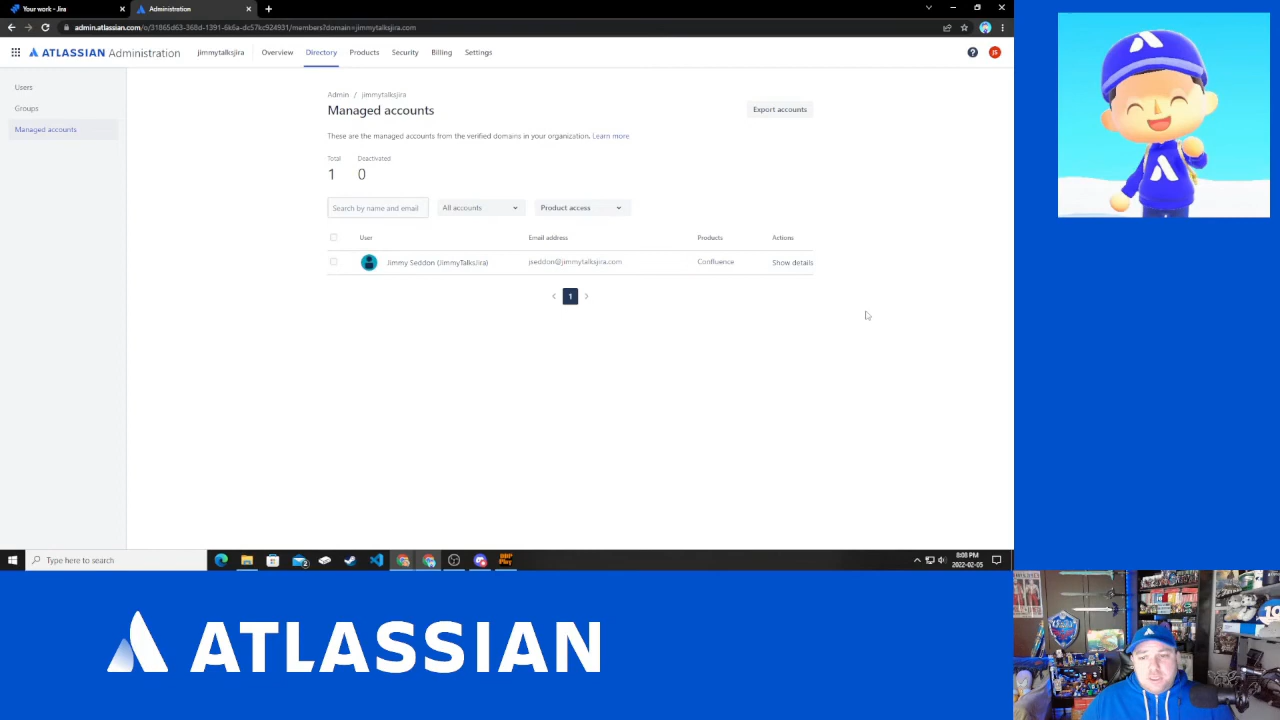 Your work - Jira
Administration
admin.atlassian.com/o/31865d63-368d-1391-6k6a-dc57kc924931/members?domain=jimmytalksjira.com
ATLASSIAN Administration
jimmytalksjira
Overview
Directory
Products
Security
Billing
Settings
JS
Users
Groups
Managed accounts
Admin / jimmytalksjira
Managed accounts
Export accounts
These are the managed accounts from the verified domains in your organization. Learn more
Total
Deactivated
1
0
Search by name and email
All accounts
Product access
User
Email address
Products
Actions
Jimmy Seddon (JimmyTalksJira)
jseddon@jimmytalksjira.com
Confluence
Show details
1
Type here to search
2
8:08 PM
2022-02-05
ATLASSIAN